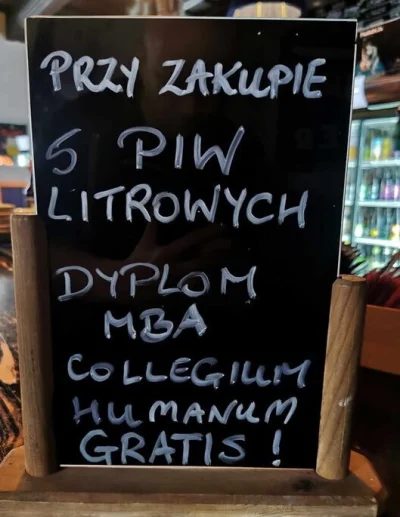 PRZY ZAKUPIE
5 PIW
LITROWYCH
DYPLOM
MBA
COLLEGIUM
HUMANUM
GRATIS!